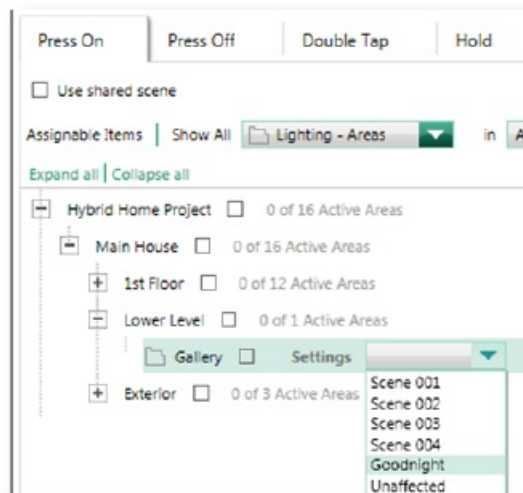 Press On Press Off Double Tap Hold
Use shared scene
Assignable Items Show All Lighting - Areas in A
Expand all Collapse all
Hybrid Home Project 0 of 16 Active Areas
Main House 0 of 16 Active Areas
1st Floor 0 of 12 Active Areas
Lower Level 0 of 1 Active Areas
Gallery Settings
Exterior 0 of 3 Active Areas
Scene 001
Scene 002
Scene 003
Scene 004
Goodnight
Unaffected